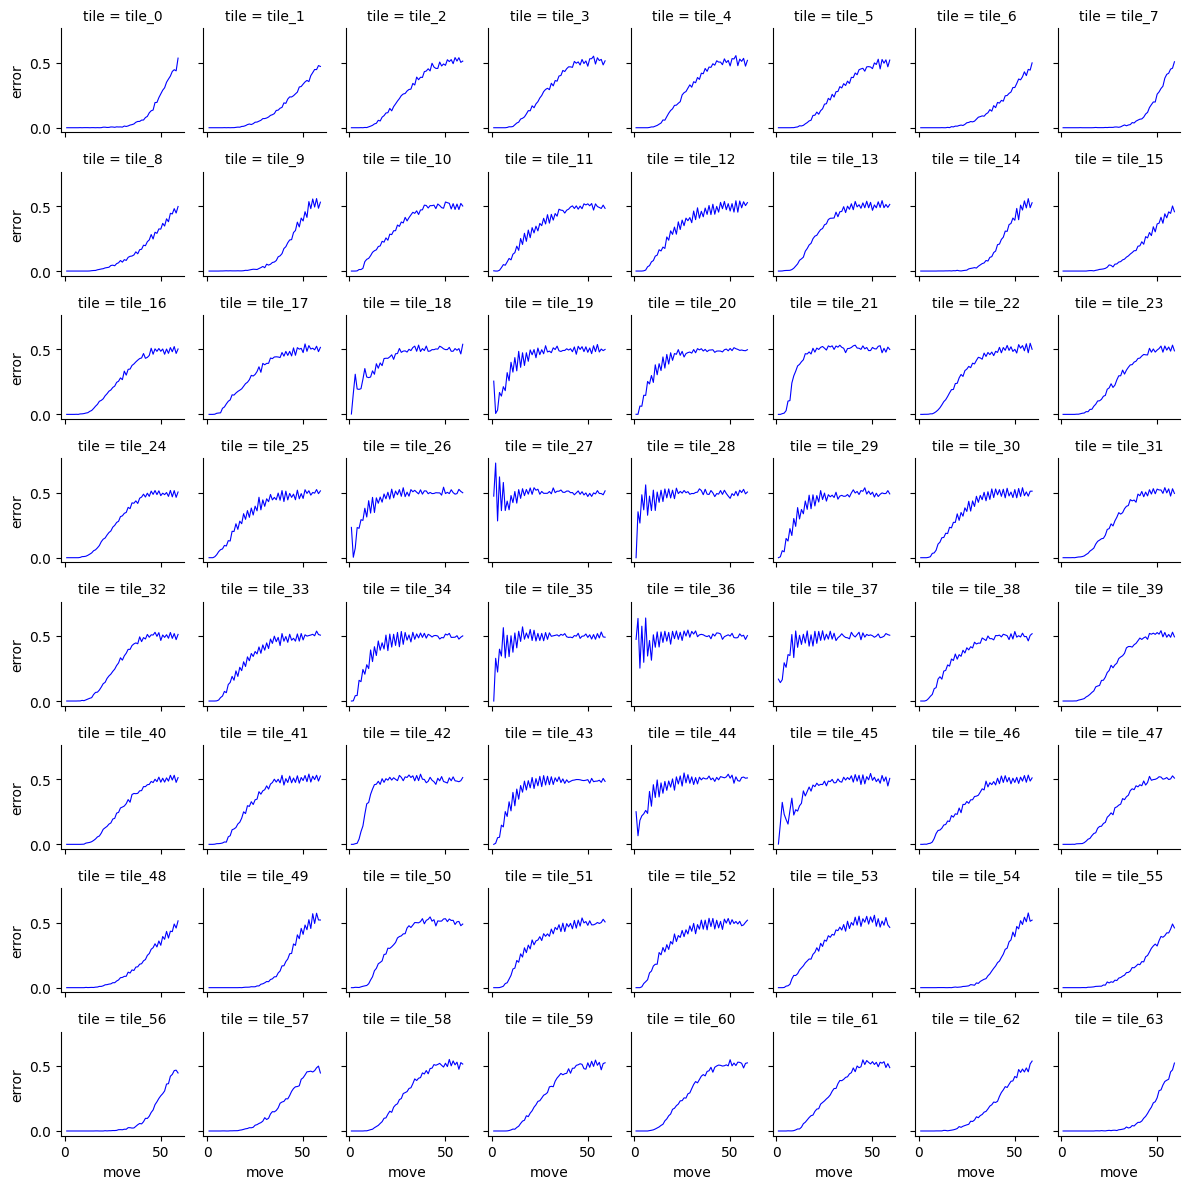 tile = tile_0 tile = tile_1 tile = tile_2 tile = tile_3 tile = tile_4 tile = tile_5 tile = tile_6 tile = tile_7
0.5
error
0.0
tile = tile_8 tile = tile_9 tile = tile_10 tile = tile_11 tile = tile_12 tile = tile_13 tile = tile_14 tile = tile_15
0.5
error
0.0
tile = tile_16 tile = tile_17 tile = tile_18 tile = tile_19 tile = tile_20 tile = tile_21 tile = tile_22 tile = tile_23
0.5
error
0.0
tile = tile_24 tile = tile_25 tile = tile_26 tile = tile_27 tile = tile_28 tile = tile_29 tile = tile_30 tile = tile_31
0.5
error
0.0
tile = tile_32 tile = tile_33 tile = tile_34 tile = tile_35 tile = tile_36 tile = tile_37 tile = tile_38 tile = tile_39
0.5
error
0.0
tile = tile_40 tile = tile_41 tile = tile_42 tile = tile_43 tile = tile_44 tile = tile_45 tile = tile_46 tile = tile_47
0.5
error
0.0
tile = tile_48 tile = tile_49 tile = tile_50 tile = tile_51 tile = tile_52 tile = tile_53 tile = tile_54 tile = tile_55
0.5
error
0.0
tile = tile_56 tile = tile_57 tile = tile_58 tile = tile_59 tile = tile_60 tile = tile_61 tile = tile_62 tile = tile_63
0.5
error
0.0
0 50 0 50 0 50 0 50 0 50 0 50 0 50 0 50
move move move move move move move move